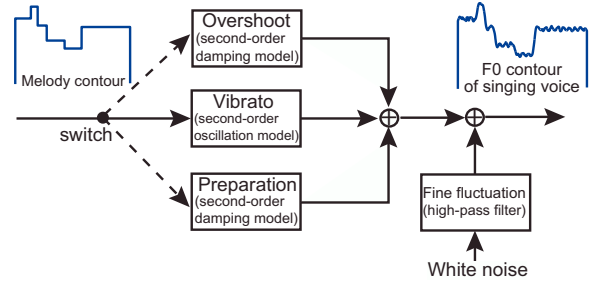 Overshoot
(second-order
damping model)
Melody contour
F0 contour
of singing voice
switch
Vibrato
(second-order
oscillation model)
Preparation
(second-order
damping model)
Fine fluctuation
(high-pass filter)
White noise